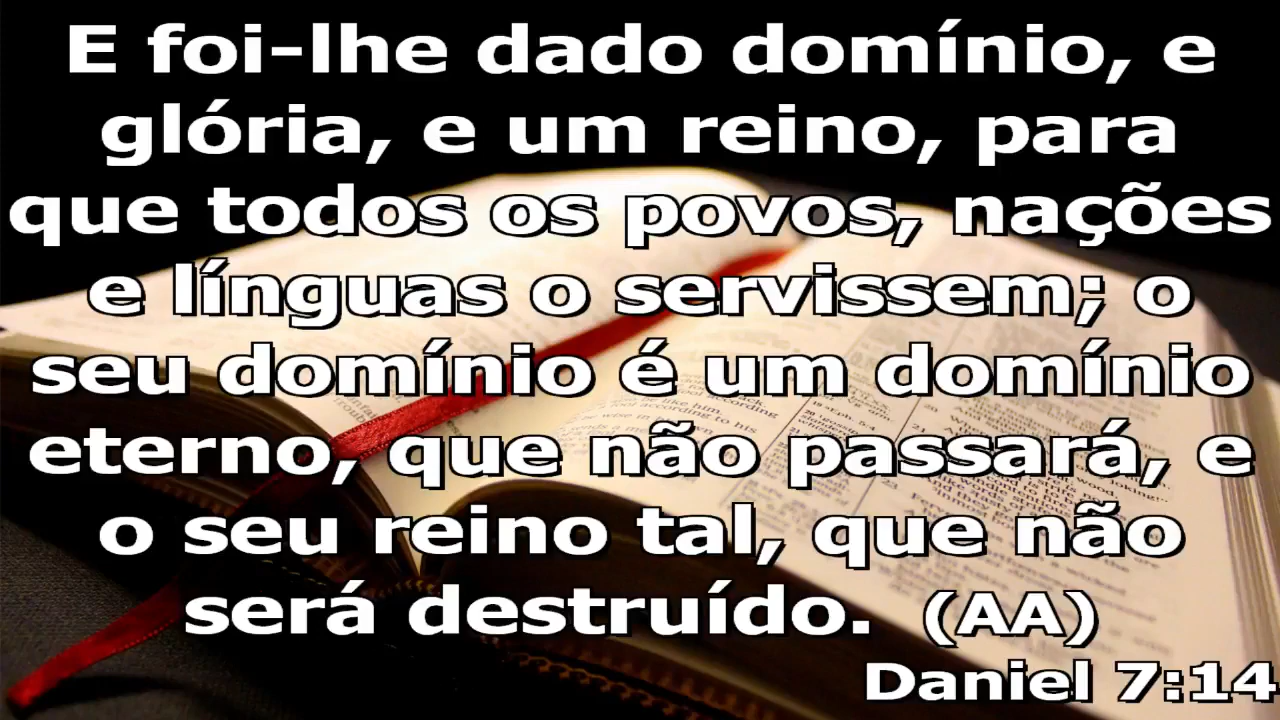 E foi-lhe dado domínio, e
glória, e um reino, para
que todos os povos, nações
e línguas o servissem; o
seu domínio é um domínio
eterno, que não passará, e
o seu reino tal, que não
será destruído. (AA)
Daniel 7:14